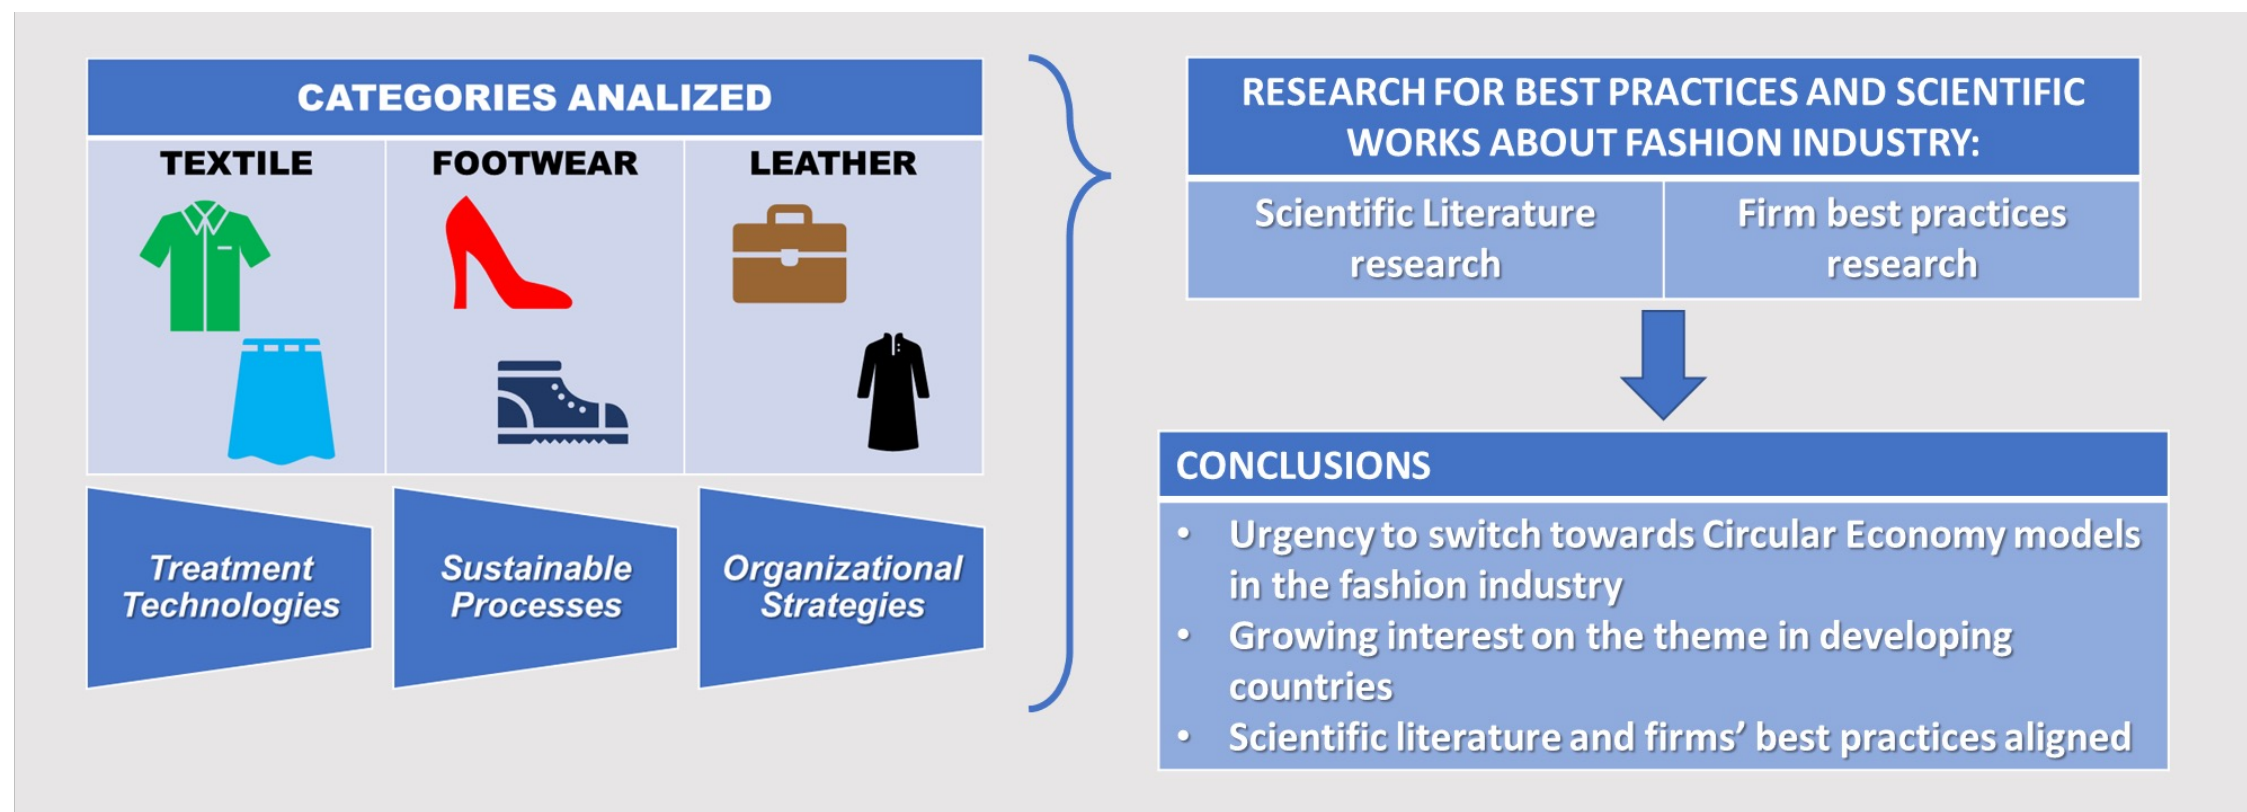 CATEGORIES ANALIZED
TEXTILE
FOOTWEAR
LEATHER
Treatment
Technologies
Sustainable
Processes
Organizational
Strategies
RESEARCH FOR BEST PRACTICES AND SCIENTIFIC
WORKS ABOUT FASHION INDUSTRY:
Scientific Literature
research
Firm best practices
research
CONCLUSIONS
• Urgency to switch towards Circular Economy models
in the fashion industry
• Growing interest on the theme in developing
countries
• Scientific literature and firms’ best practices aligned